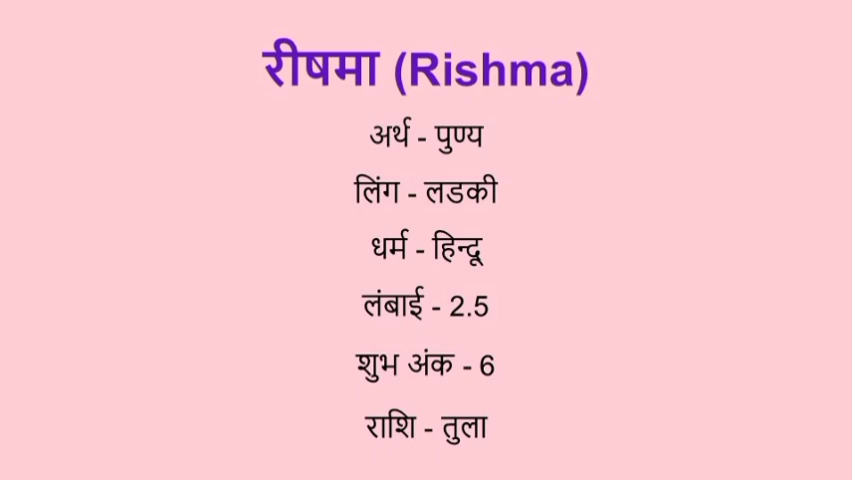 रीषमा (Rishma)
अर्थ - पुण्य
लिंग - लडकी
धर्म - हिन्दू
लंबाई - 2.5
शुभ अंक - 6
राशि - तुला